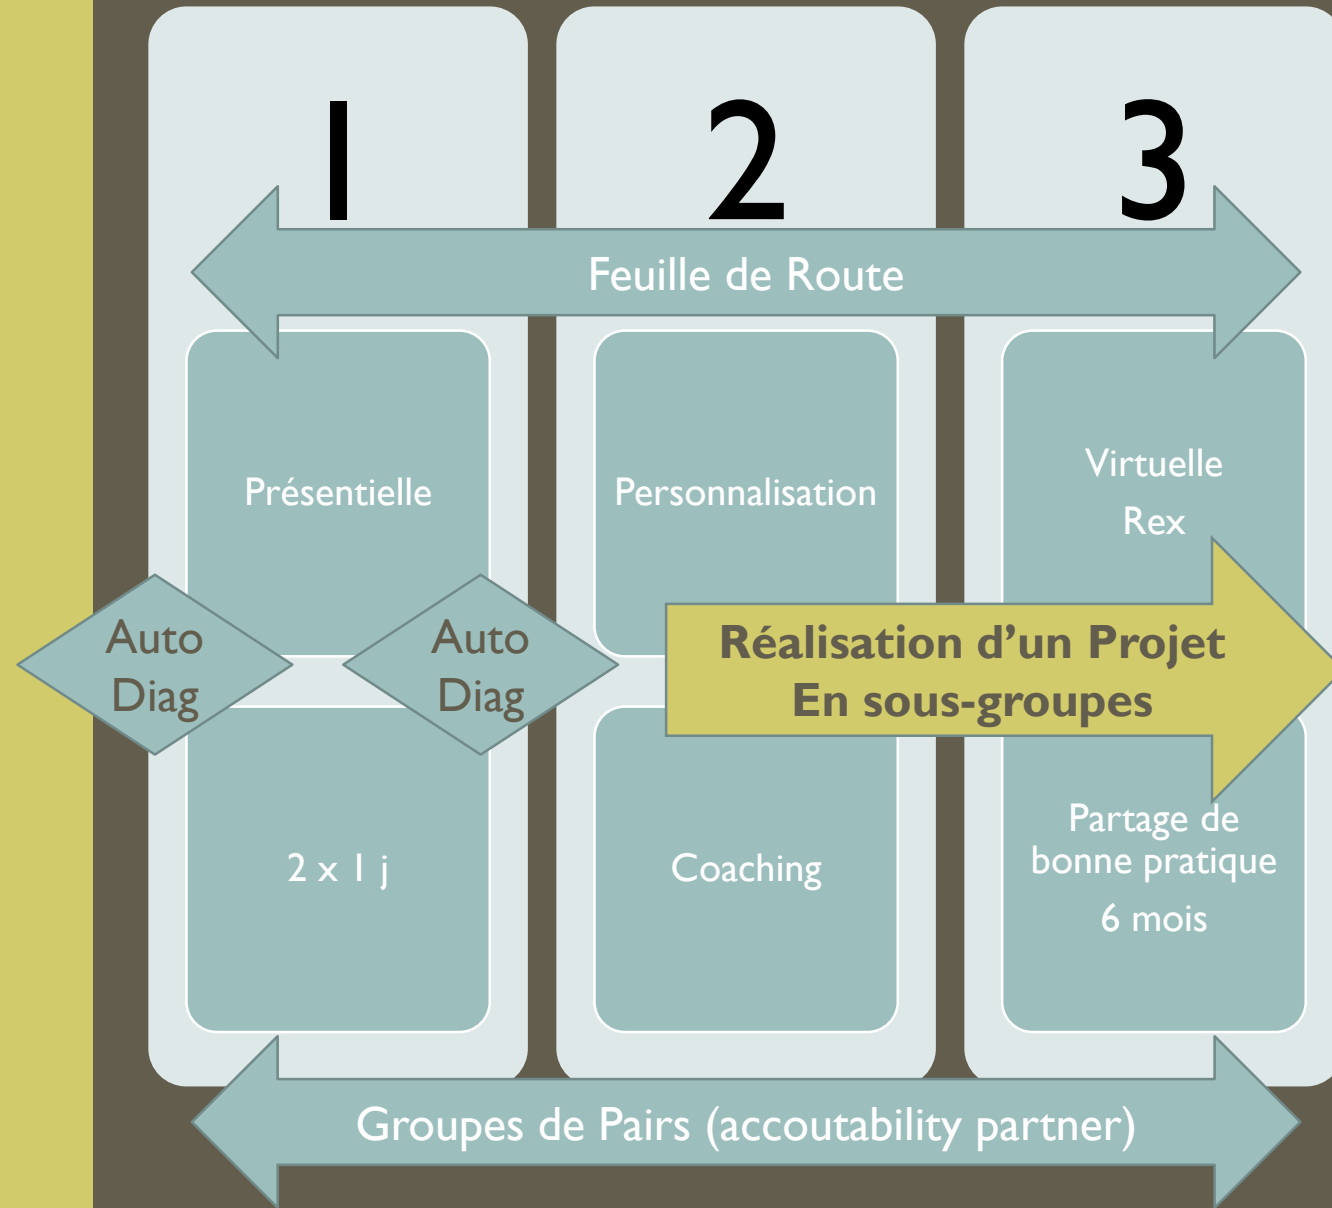 1
2
3
Feuille de Route
Présentielle
Personnalisation
Virtuelle
Rex
Auto
Diag
Auto
Diag
Réalisation d’un Projet
En sous-groupes
2 x 1 j
Coaching
Partage de
bonne pratique
6 mois
Groupes de Pairs (accoutability partner)